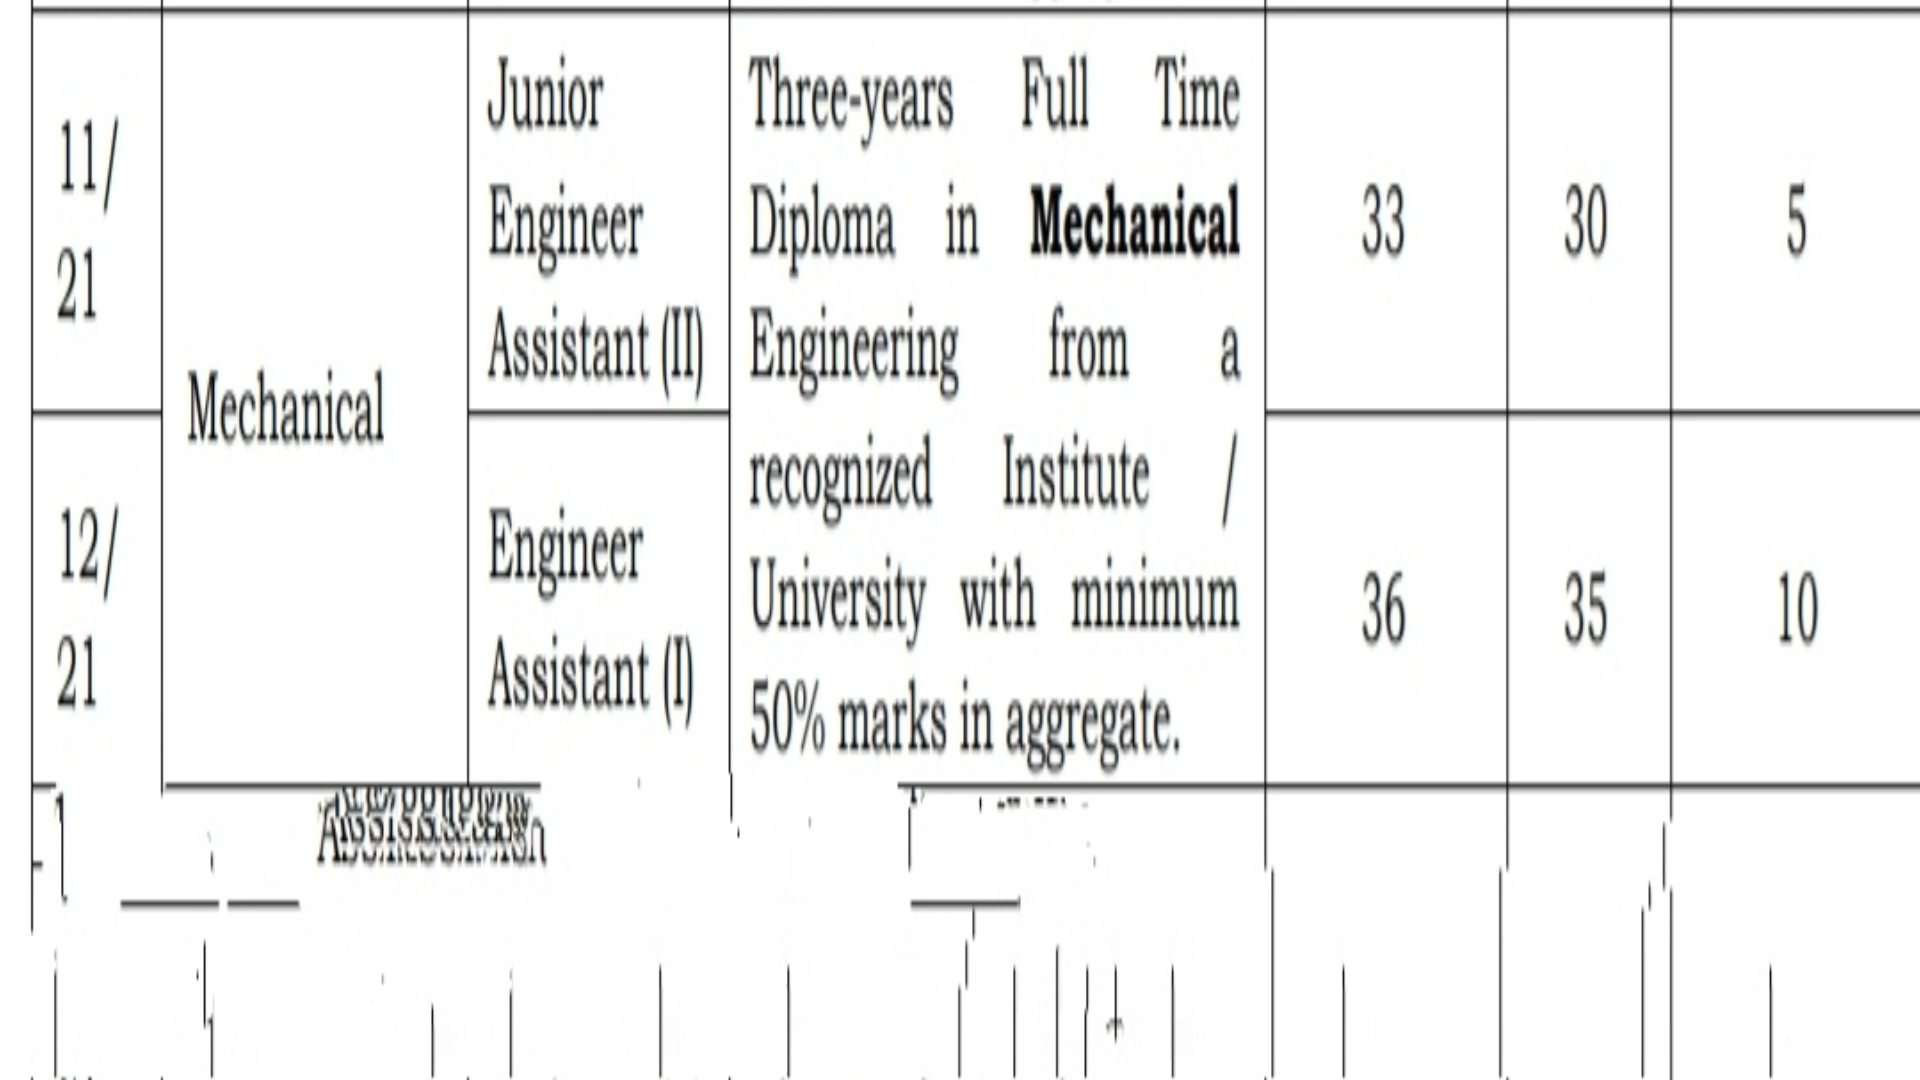 11/
21
Mechanical
Junior
Engineer
Assistant (II)
Three-years Full Time
Diploma in Mechanical
Engineering from a
recognized Institute /
University with minimum
50% marks in aggregate.
33
30
5
12/
21
Engineer
Assistant (I)
36
35
10